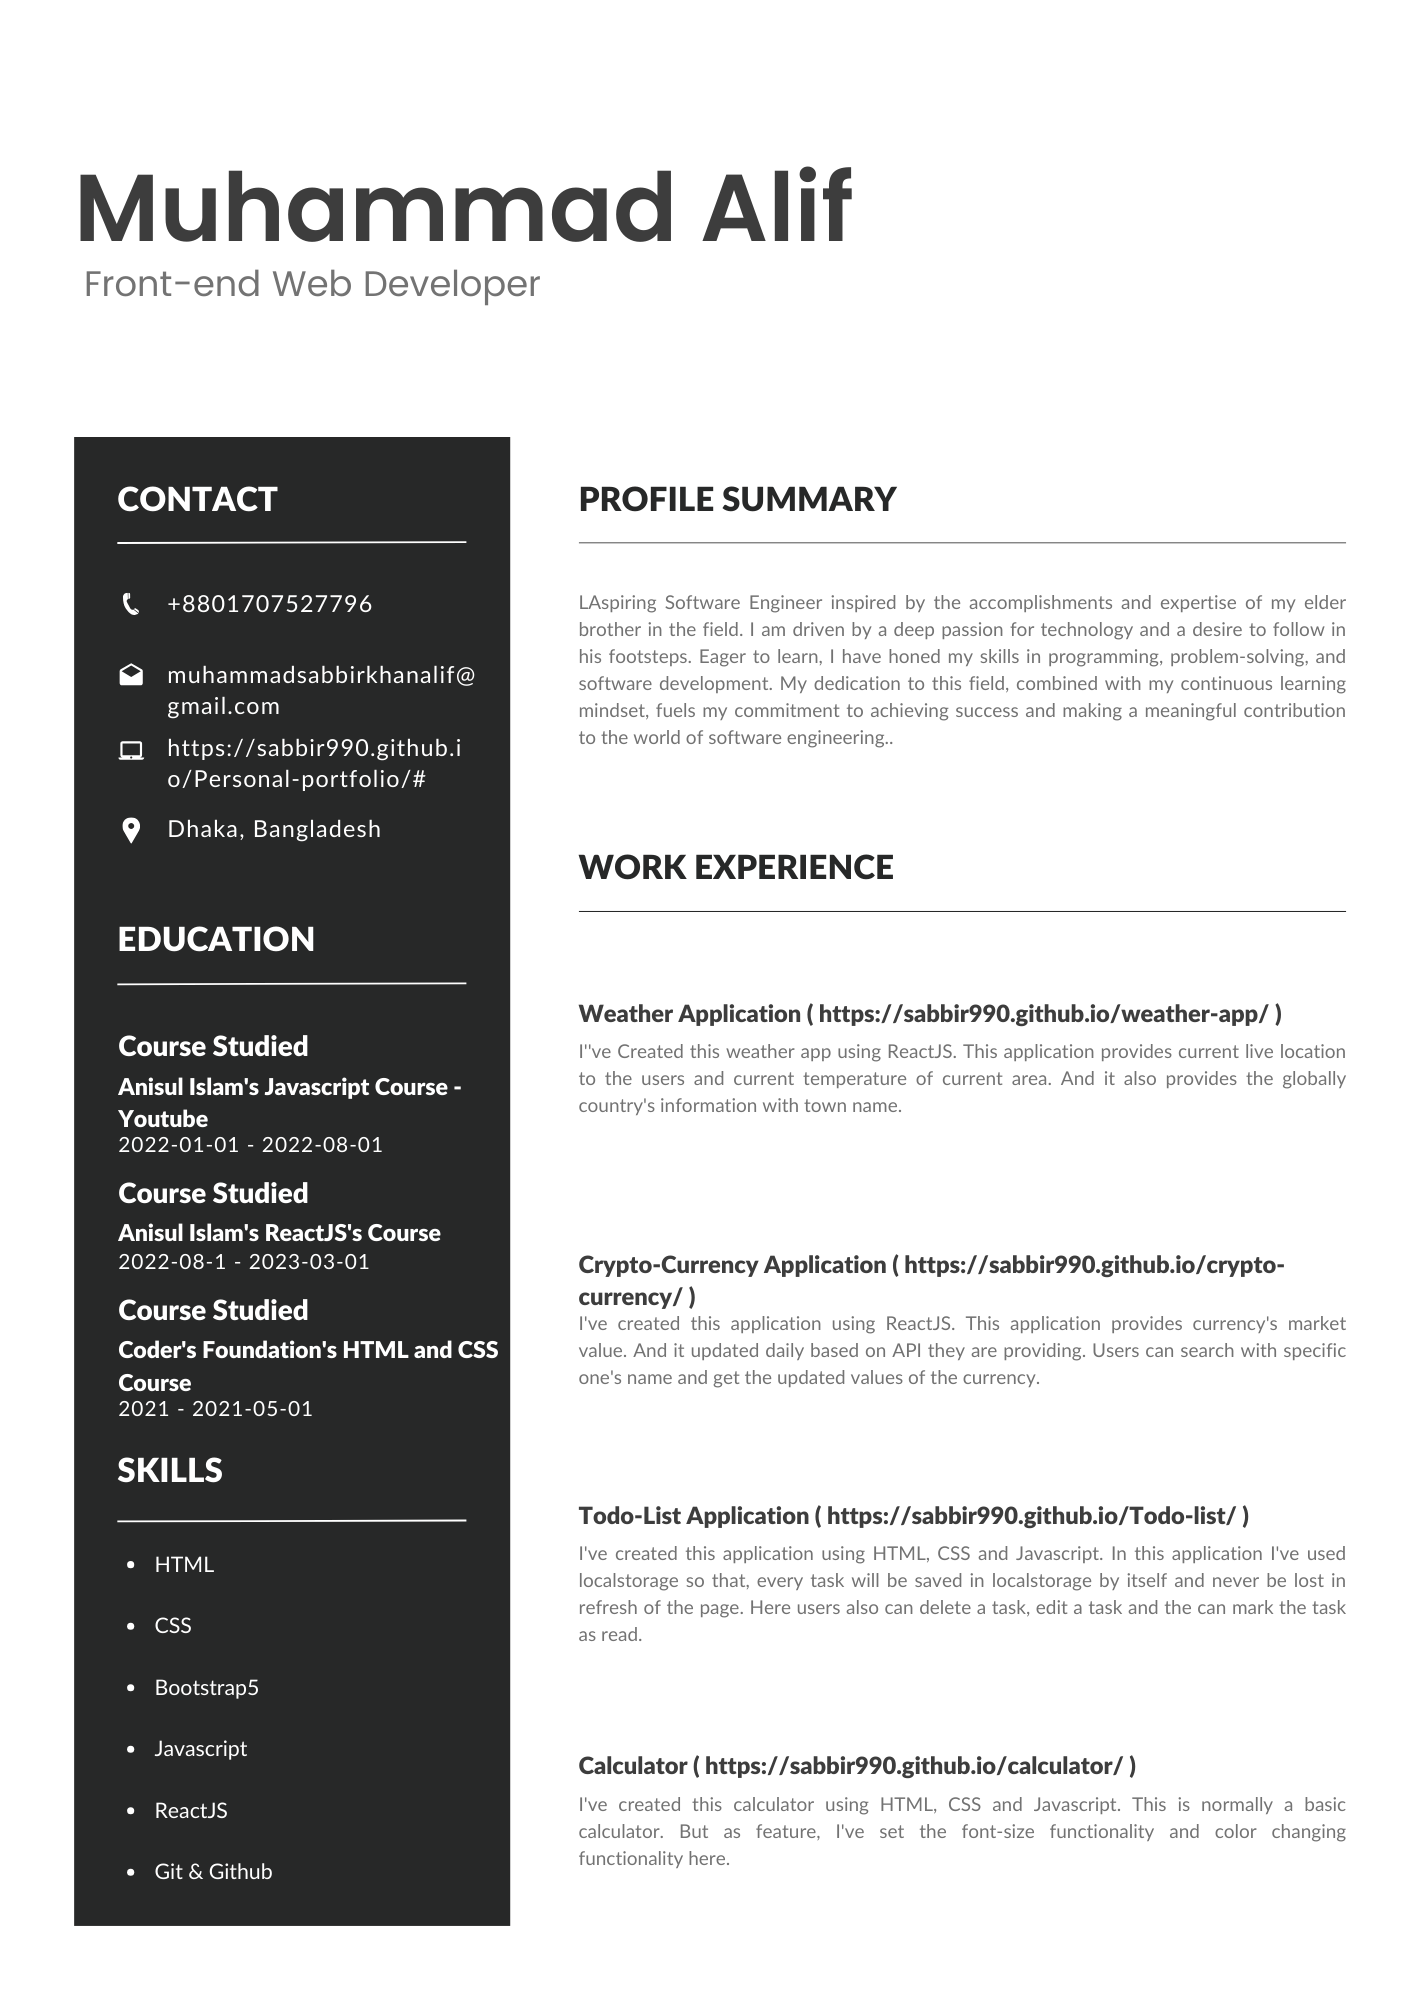 Muhammad Alif
Front-end Web Developer
CONTACT
+8801707527796
muhammadsabbirkhanalif@
gmail.com
https://sabbir990.github.i
o/Personal-portfolio/#
Dhaka, Bangladesh
EDUCATION
Course Studied
Anisul Islam's Javascript Course -
Youtube
2022-01-01 - 2022-08-01
Course Studied
Anisul Islam's ReactJS's Course
2022-08-1 - 2023-03-01
Course Studied
Coder's Foundation's HTML and CSS
Course
2021 - 2021-05-01
SKILLS
• HTML
• CSS
• Bootstrap5
• Javascript
• ReactJS
• Git & Github
PROFILE SUMMARY
LAspiring Software Engineer inspired by the accomplishments and expertise of my elder
brother in the field. I am driven by a deep passion for technology and a desire to follow in
his footsteps. Eager to learn, I have honed my skills in programming, problem-solving, and
software development. My dedication to this field, combined with my continuous learning
mindset, fuels my commitment to achieving success and making a meaningful contribution
to the world of software engineering..
WORK EXPERIENCE
Weather Application ( https://sabbir990.github.io/weather-app/ )
I''ve Created this weather app using ReactJS. This application provides current live location
to the users and current temperature of current area. And it also provides the globally
country's information with town name.
Crypto-Currency Application ( https://sabbir990.github.io/crypto-
currency/ )
I've created this application using ReactJS. This application provides currency's market
value. And it updated daily based on API they are providing. Users can search with specific
one's name and get the updated values of the currency.
Todo-List Application ( https://sabbir990.github.io/Todo-list/ )
I've created this application using HTML, CSS and Javascript. In this application I've used
localstorage so that, every task will be saved in localstorage by itself and never be lost in
refresh of the page. Here users also can delete a task, edit a task and the can mark the task
as read.
Calculator ( https://sabbir990.github.io/calculator/ )
I've created this calculator using HTML, CSS and Javascript. This is normally a basic
calculator. But as feature, I've set the font-size functionality and color changing
functionality here.